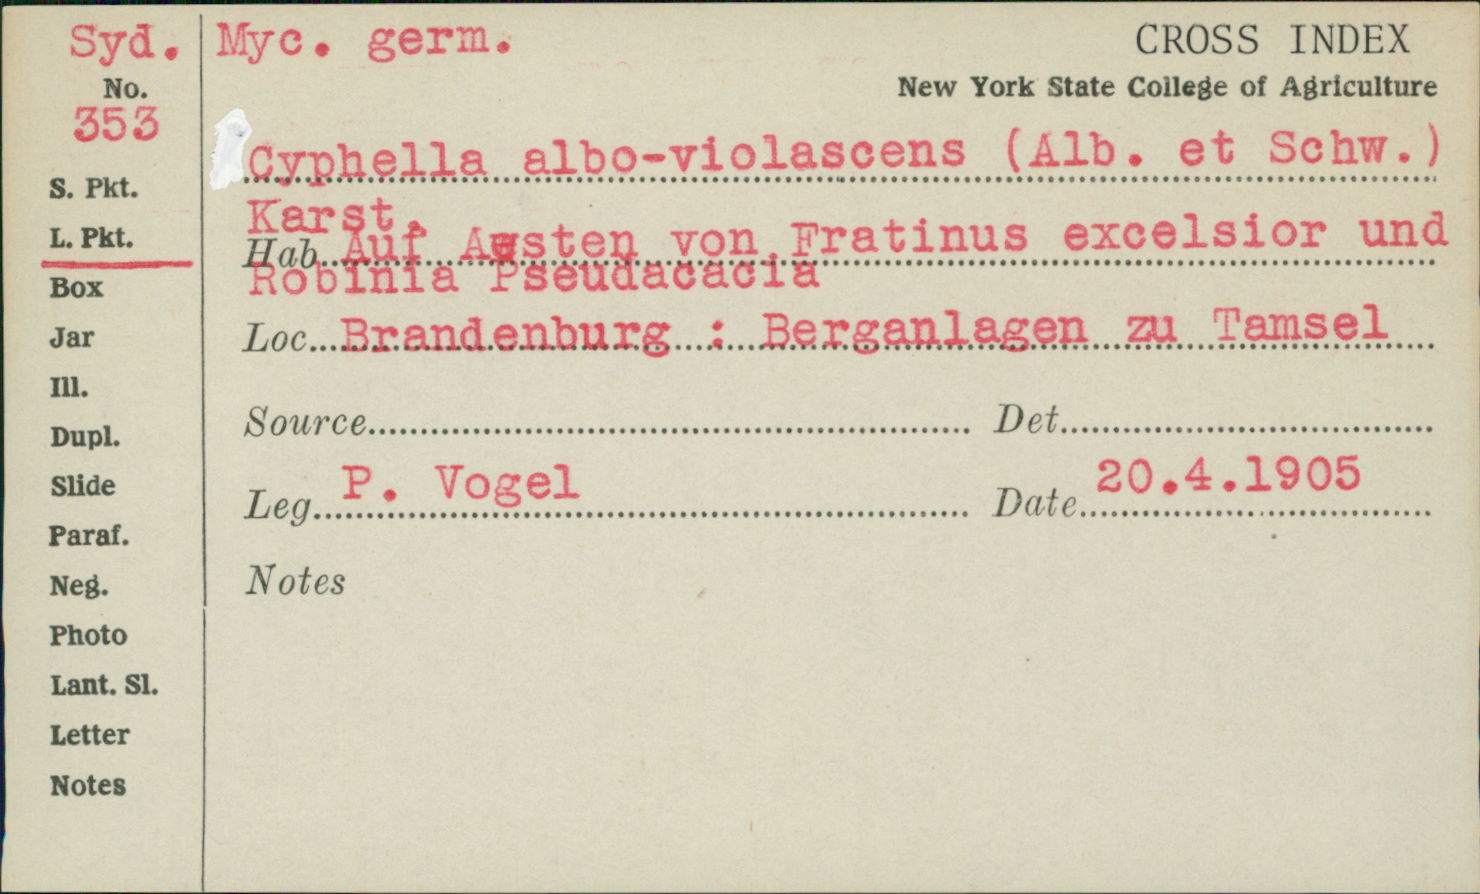 Syd. Myc. germ.
CROSS INDEX
No.
New York State College of Agriculture
353
Cyphella albo-violascens (Alb. et Schw.)
Karst.
Hab. Auf Aesten von Fratinus excelsior und
Robinia Pseudacacia
Loc. Brandenburg : Berganlagen zu Tamsel
Source Det.
Leg. P. Vogel Date 20.4.1905
Notes
S. Pkt.
L. Pkt.
Box
Jar
Ill.
Dupl.
Slide
Paraf.
Neg.
Photo
Lant. Sl.
Letter
Notes